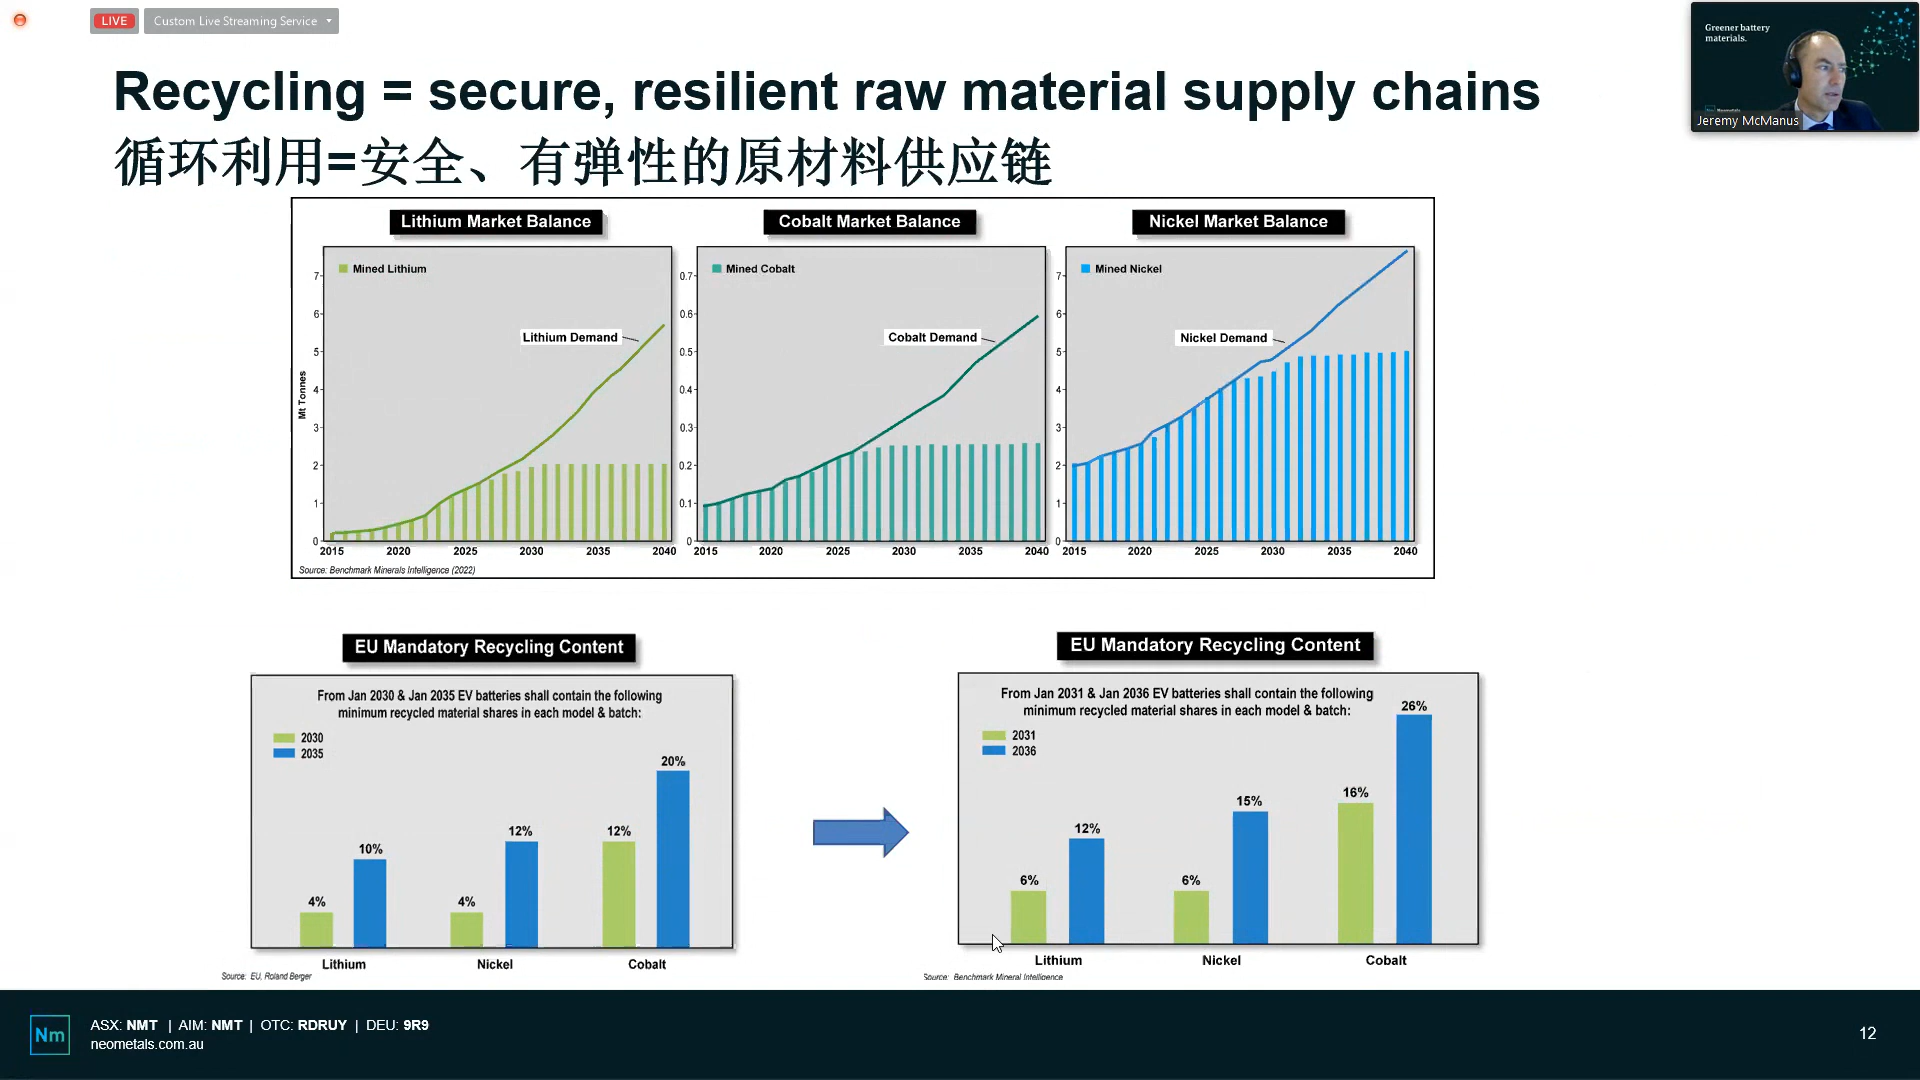 LIVE
Custom Live Streaming Service
Greener battery
materials.
Jeremy McManus
Recycling = secure, resilient raw material supply chains
循环利用=安全、有弹性的原材料供应链
Lithium Market Balance
Mined Lithium
Lithium Demand
Mt Tonnes
7
6
5
4
3
2
1
0
2015 2020 2025 2030 2035 2040
Source: Benchmark Minerals Intelligence (2022)
Cobalt Market Balance
Mined Cobalt
Cobalt Demand
0.7
0.6
0.5
0.4
0.3
0.2
0.1
0
2015 2020 2025 2030 2035 2040
Nickel Market Balance
Mined Nickel
Nickel Demand
7
6
5
4
3
2
1
0
2015 2020 2025 2030 2035 2040
EU Mandatory Recycling Content
From Jan 2030 & Jan 2035 EV batteries shall contain the following
minimum recycled material shares in each model & batch:
2030
2035
4% 10% 4% 12% 12% 20%
Lithium Nickel Cobalt
Source: EU, Roland Berger
EU Mandatory Recycling Content
From Jan 2031 & Jan 2036 EV batteries shall contain the following
minimum recycled material shares in each model & batch:
2031
2036
6% 12% 6% 15% 16% 26%
Lithium Nickel Cobalt
Source: Benchmark Mineral Intelligence
Nm
ASX: NMT | AIM: NMT | OTC: RDRUY | DEU: 9R9
neometals.com.au
12